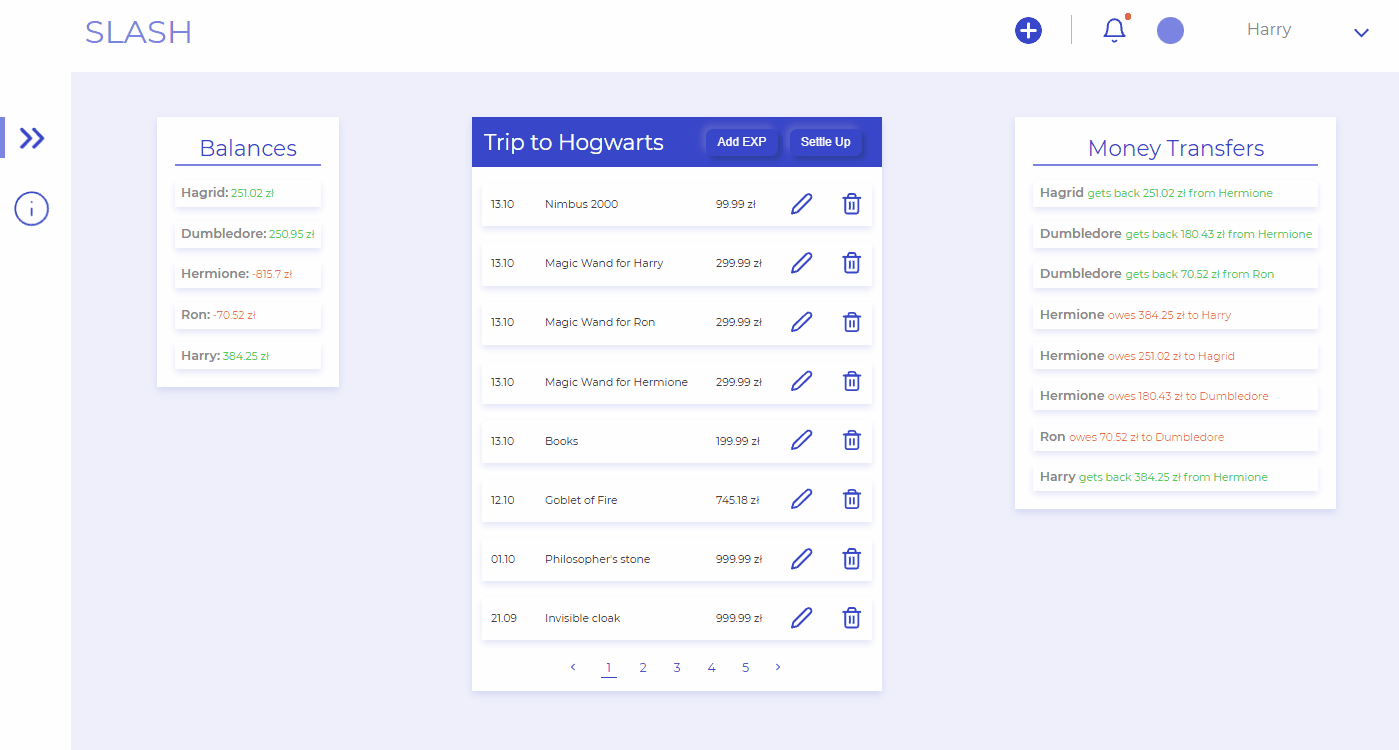 SLASH
Harry
Balances
Hagrid: 251.02 zł
Dumbledore: 250.95 zł
Hermione: -815.7 zł
Ron: -70.52 zł
Harry: 384.25 zł
Trip to Hogwarts Add EXP Settle Up
13.10 Nimbus 2000 99.99 zł
13.10 Magic Wand for Harry 299.99 zł
13.10 Magic Wand for Ron 299.99 zł
13.10 Magic Wand for Hermione 299.99 zł
13.10 Books 199.99 zł
12.10 Goblet of Fire 745.18 zł
01.10 Philosopher's stone 999.99 zł
21.09 Invisible cloak 999.99 zł
‹ 1 2 3 4 5 ›
Money Transfers
Hagrid gets back 251.02 zł from Hermione
Dumbledore gets back 180.43 zł from Hermione
Dumbledore gets back 70.52 zł from Ron
Hermione owes 384.25 zł to Harry
Hermione owes 251.02 zł to Hagrid
Hermione owes 180.43 zł to Dumbledore
Ron owes 70.52 zł to Dumbledore
Harry gets back 384.25 zł from Hermione